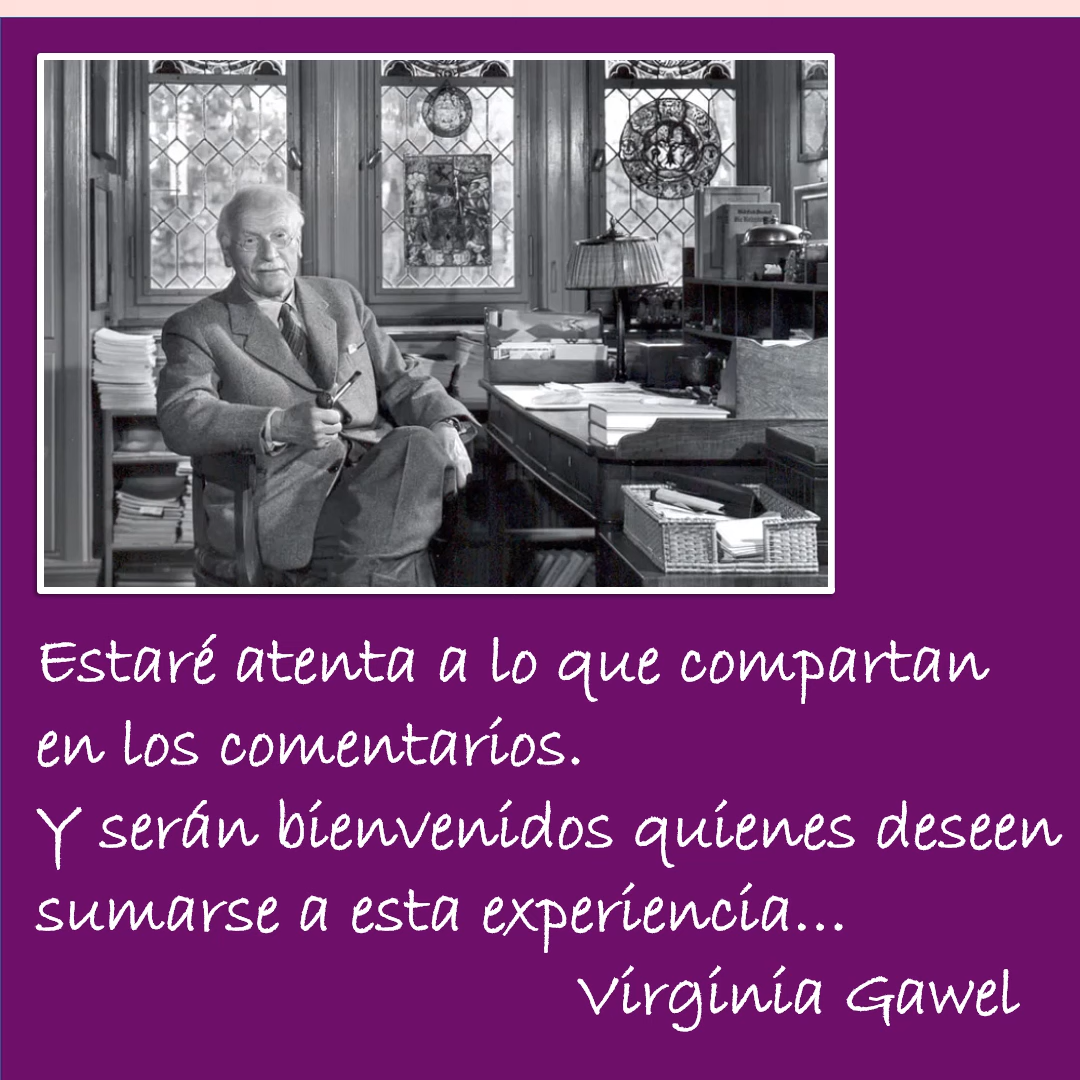 Estaré atenta a lo que compartan
en los comentarios.
Y serán bienvenidos quienes deseen
sumarse a esta experiencia...
Virginia Gawel